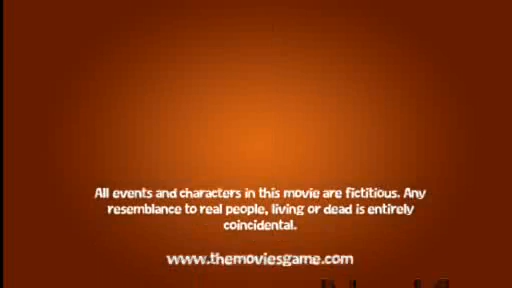 All events and characters in this movie are fictitious. Any
resemblance to real people, living or dead is entirely
coincidental.
www.themoviesgame.com